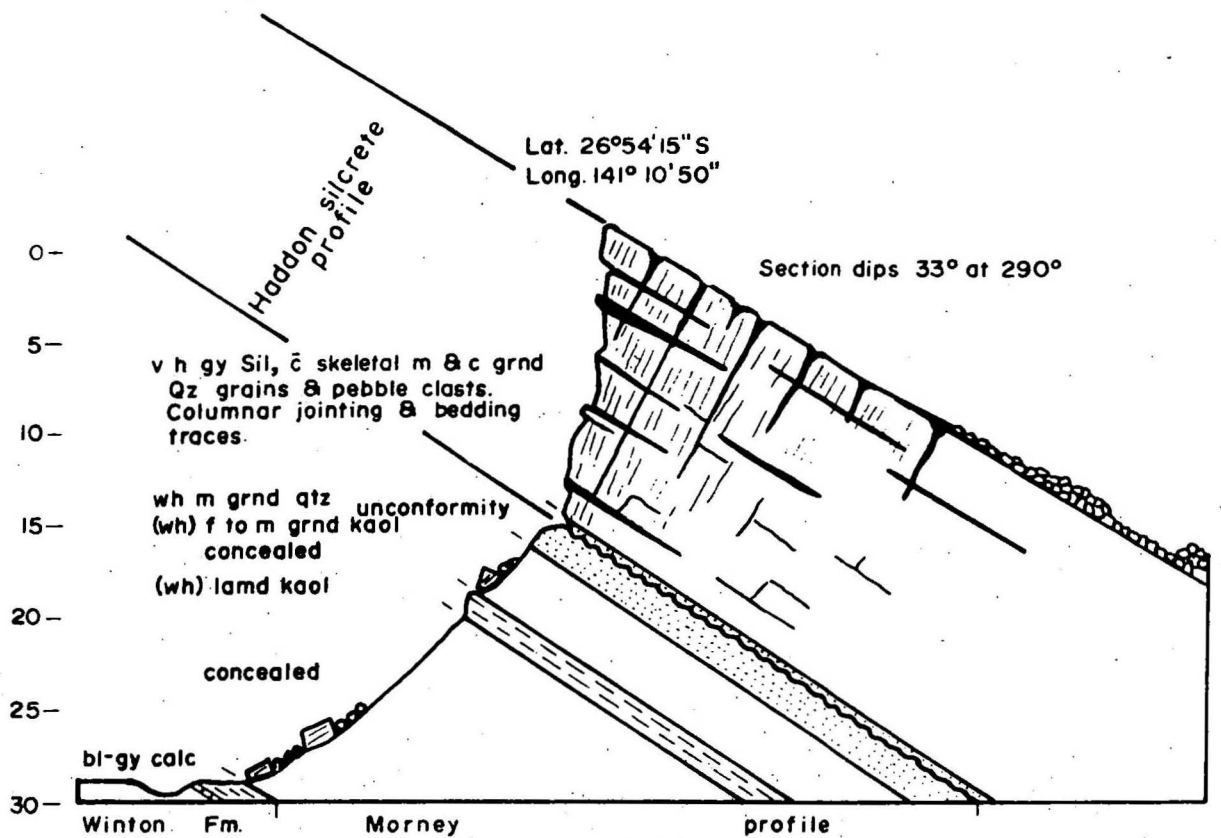 Lat. 26°54'15"S
Long. 141° 10'50"
Haddon silcrete
profile
Section dips 33° at 290°
0
5
10
15
20
25
30
v h gy Sil, c̄ skeletal m & c grnd
Qz grains & pebble clasts.
Columnar jointing & bedding
traces.
wh m grnd qtz
unconformity
(wh) f to m grnd kaol
concealed
(wh) lamd kaol
concealed
bl-gy calc
Winton Fm. Morney profile